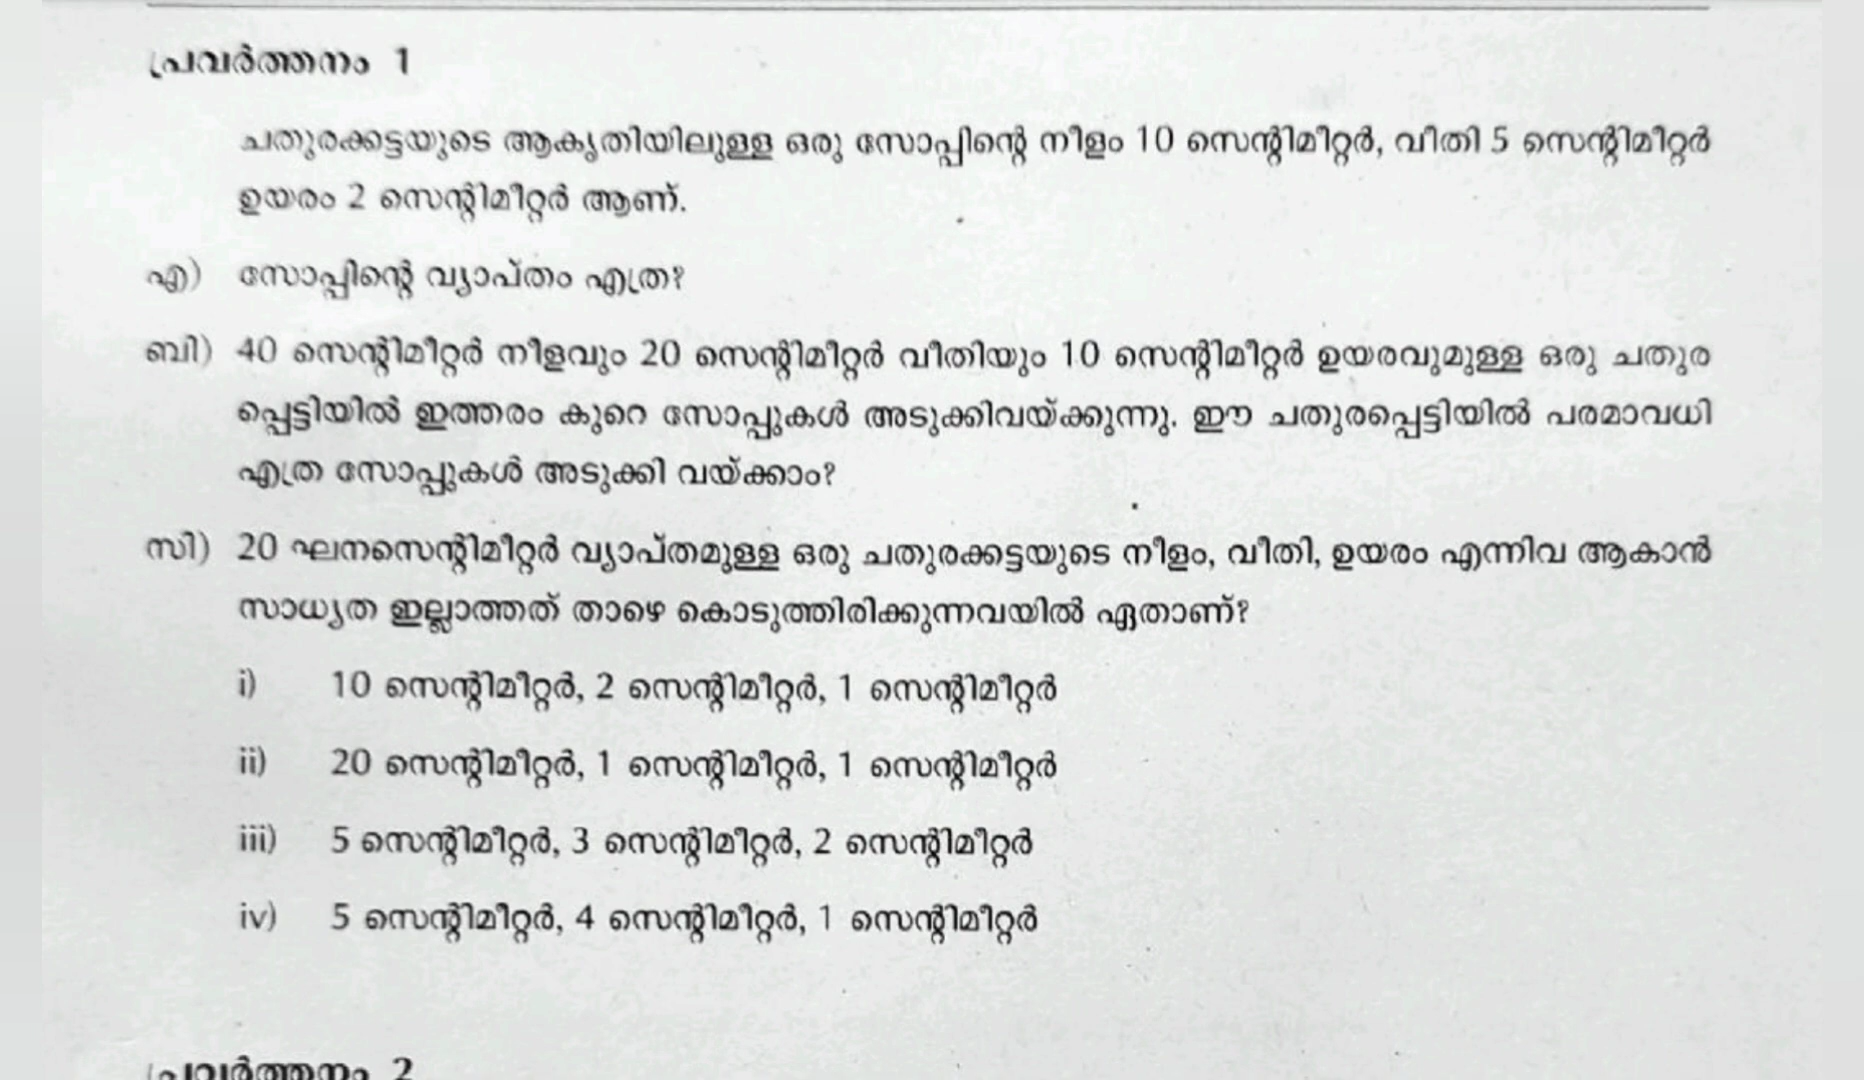 പ്രവർത്തനം 1
ചതുരക്കട്ടയുടെ ആകൃതിയിലുള്ള ഒരു സോപ്പിന്റെ നീളം 10 സെന്റിമീറ്റർ, വീതി 5 സെന്റിമീറ്റർ
ഉയരം 2 സെന്റിമീറ്റർ ആണ്.
എ) സോപ്പിന്റെ വ്യാപ്തം എത്ര?
ബി) 40 സെന്റിമീറ്റർ നീളവും 20 സെന്റിമീറ്റർ വീതിയും 10 സെന്റിമീറ്റർ ഉയരവുമുള്ള ഒരു ചതുര
പ്പെട്ടിയിൽ ഇത്തരം കുറെ സോപ്പുകൾ അടുക്കിവയ്ക്കുന്നു. ഈ ചതുരപ്പെട്ടിയിൽ പരമാവധി
എത്ര സോപ്പുകൾ അടുക്കി വയ്ക്കാം?
സി) 20 ഘനസെന്റിമീറ്റർ വ്യാപ്തമുള്ള ഒരു ചതുരക്കട്ടയുടെ നീളം, വീതി, ഉയരം എന്നിവ ആകാൻ
സാധ്യത ഇല്ലാത്തത് താഴെ കൊടുത്തിരിക്കുന്നവയിൽ ഏതാണ്?
i) 10 സെന്റിമീറ്റർ, 2 സെന്റിമീറ്റർ, 1 സെന്റിമീറ്റർ
ii) 20 സെന്റിമീറ്റർ, 1 സെന്റിമീറ്റർ, 1 സെന്റിമീറ്റർ
iii) 5 സെന്റിമീറ്റർ, 3 സെന്റിമീറ്റർ, 2 സെന്റിമീറ്റർ
iv) 5 സെന്റിമീറ്റർ, 4 സെന്റിമീറ്റർ, 1 സെന്റിമീറ്റർ
പ്രവർത്തനം 2